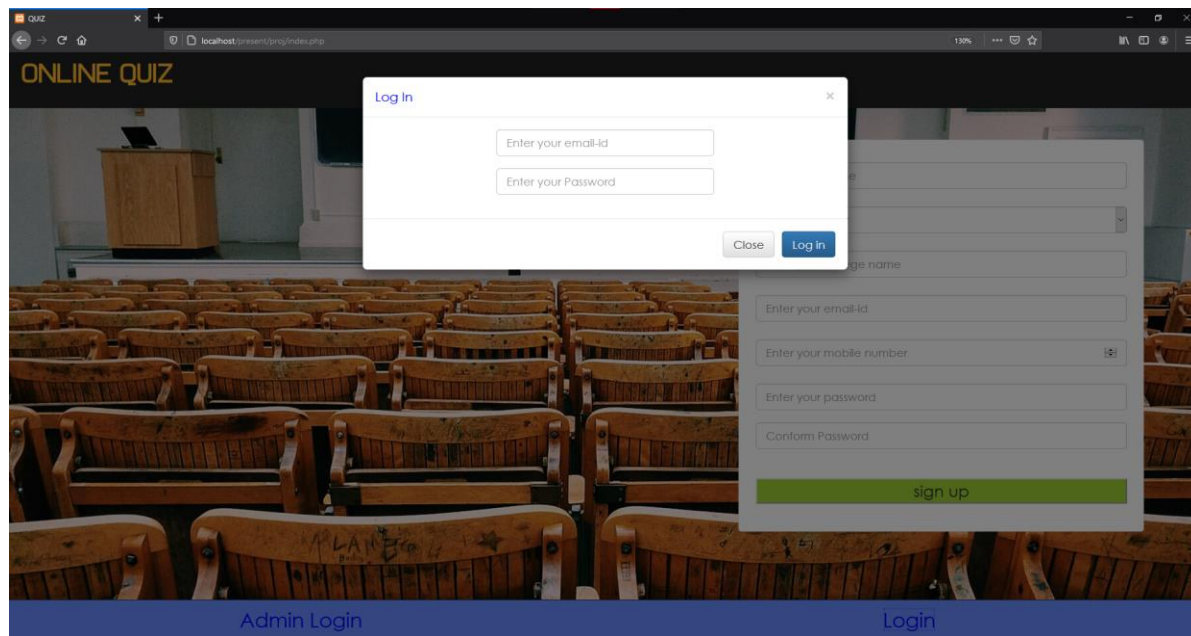 QUIZ
localhost/present/proj/index.php
130%
ONLINE QUIZ
Log In
Enter your email-id
Enter your Password
Close
Log in
ge name
Enter your email-id
Enter your mobile number
Enter your password
Conform Password
sign up
Admin Login
Login